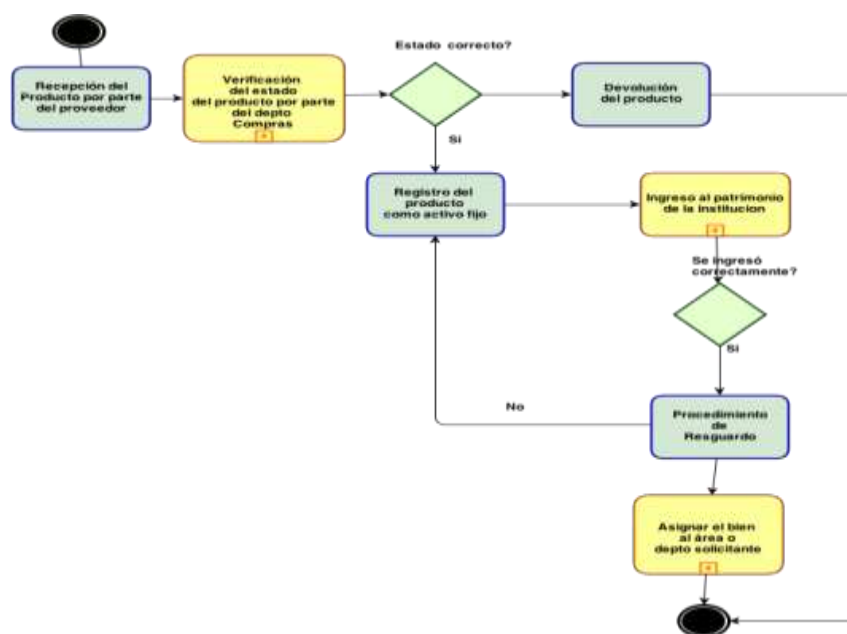 Estado correcto?
Recepción del
Producto por parte
del proveedor
Verificación
del estado
del producto por parte
del depto
Compras
Devolución
del producto
Si
Registro del
producto
como activo fijo
Ingreso al patrimonio
de la institucion
Se ingresó
correctamente?
Si
No
Procedimiento
de
Resguardo
Asignar el bien
al área o
depto solicitante